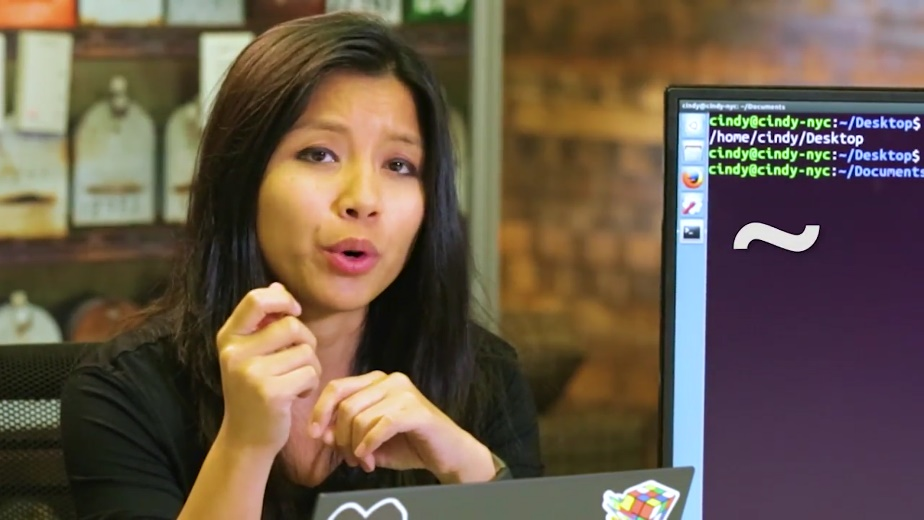 cindy@cindy-nyc: ~/Documents
cindy@cindy-nyc:~/Desktop$
/home/cindy/Desktop
cindy@cindy-nyc:~/Desktop$
cindy@cindy-nyc:~/Documents
~